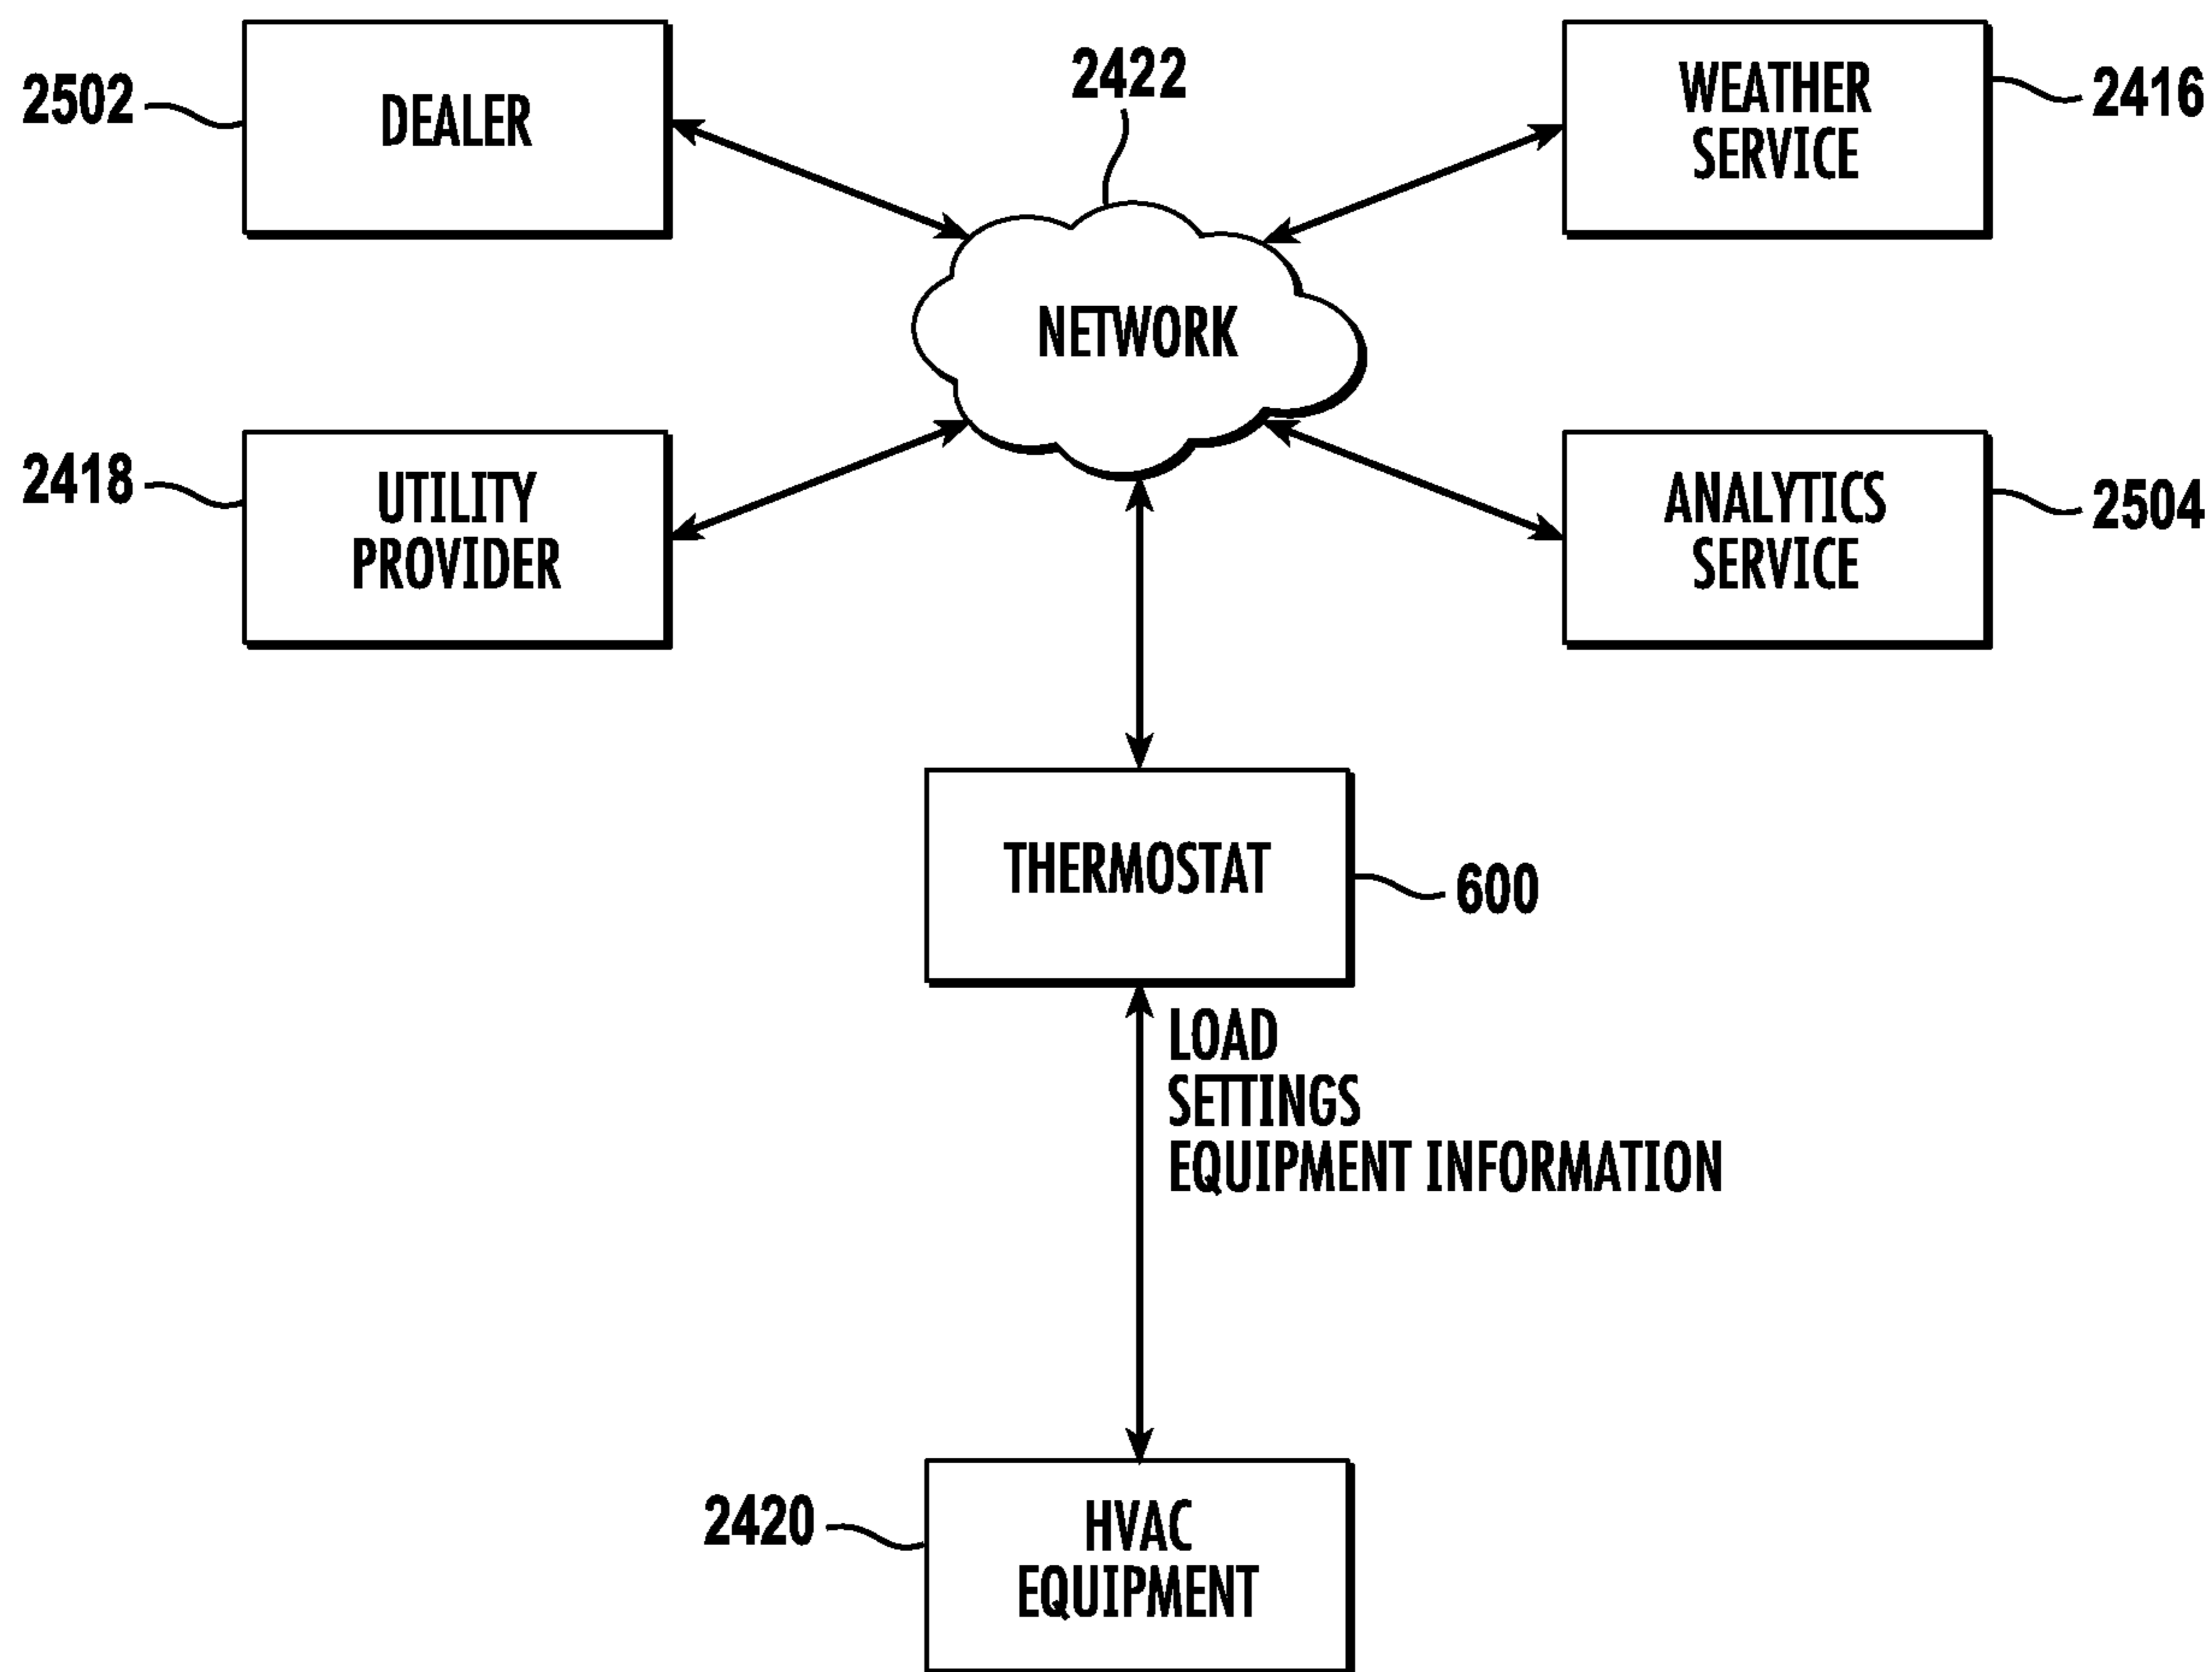 2502
DEALER
2422
WEATHER
SERVICE
2416
NETWORK
2418
UTILITY
PROVIDER
ANALYTICS
SERVICE
2504
THERMOSTAT
600
LOAD
SETTINGS
EQUIPMENT INFORMATION
2420
HVAC
EQUIPMENT